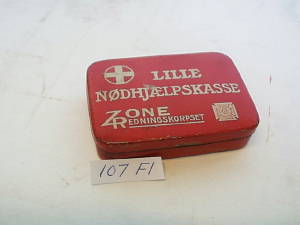 LILLE
NØDHJÆLPSKASSE
ZONE
REDNINGSKORPSET
107 F1